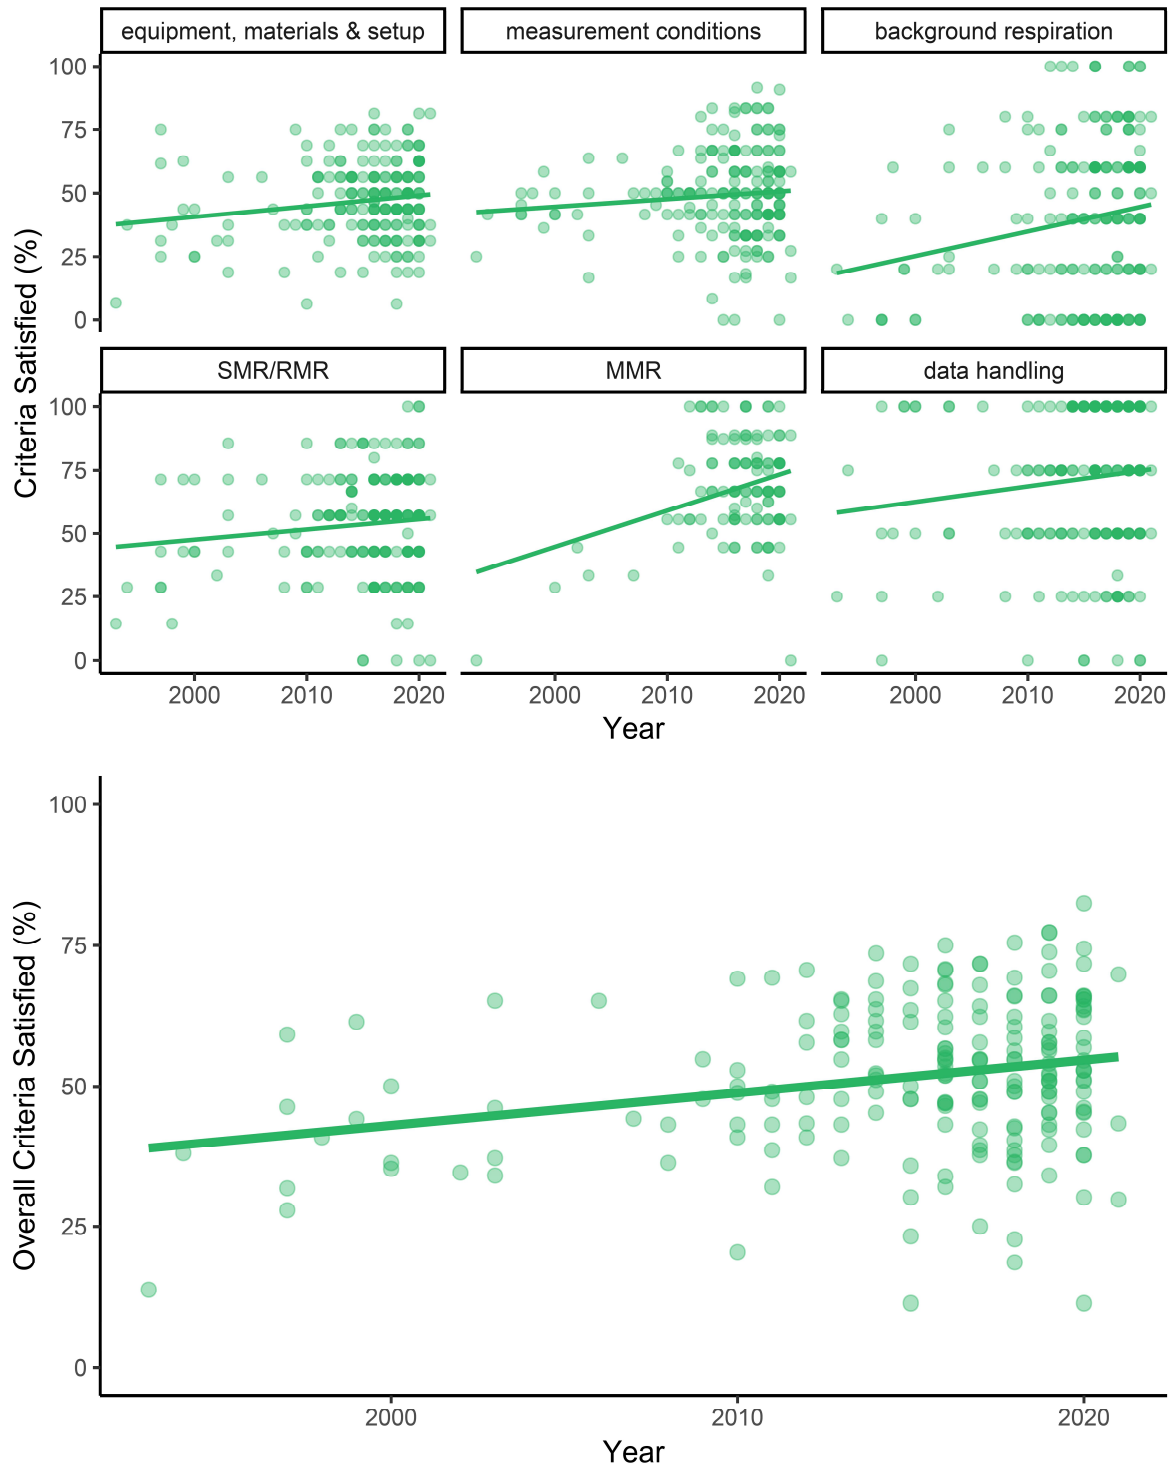 equipment, materials & setup
measurement conditions
background respiration
Criteria Satisfied (%)
100
75
50
25
0
SMR/RMR
MMR
data handling
100
75
50
25
0
2000 2010 2020
2000 2010 2020
2000 2010 2020
Year
Overall Criteria Satisfied (%)
100
75
50
25
0
2000 2010 2020
Year